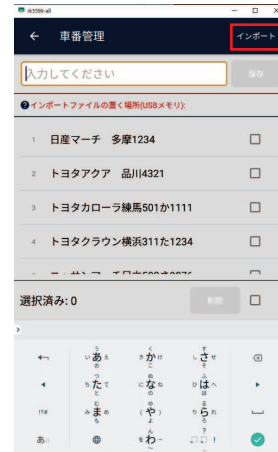 rk3399-all
車番管理
インポート
入力してください
保存
インポートファイルの置く場所(USBメモリ):
1 日産マーチ 多摩1234
2 トヨタアクア 品川4321
3 トヨタカローラ練馬501か1111
4 トヨタクラウン横浜311た1234
選択済み: 0
削除
あ
か
さ
た
な
は
ま
や
ら
わ